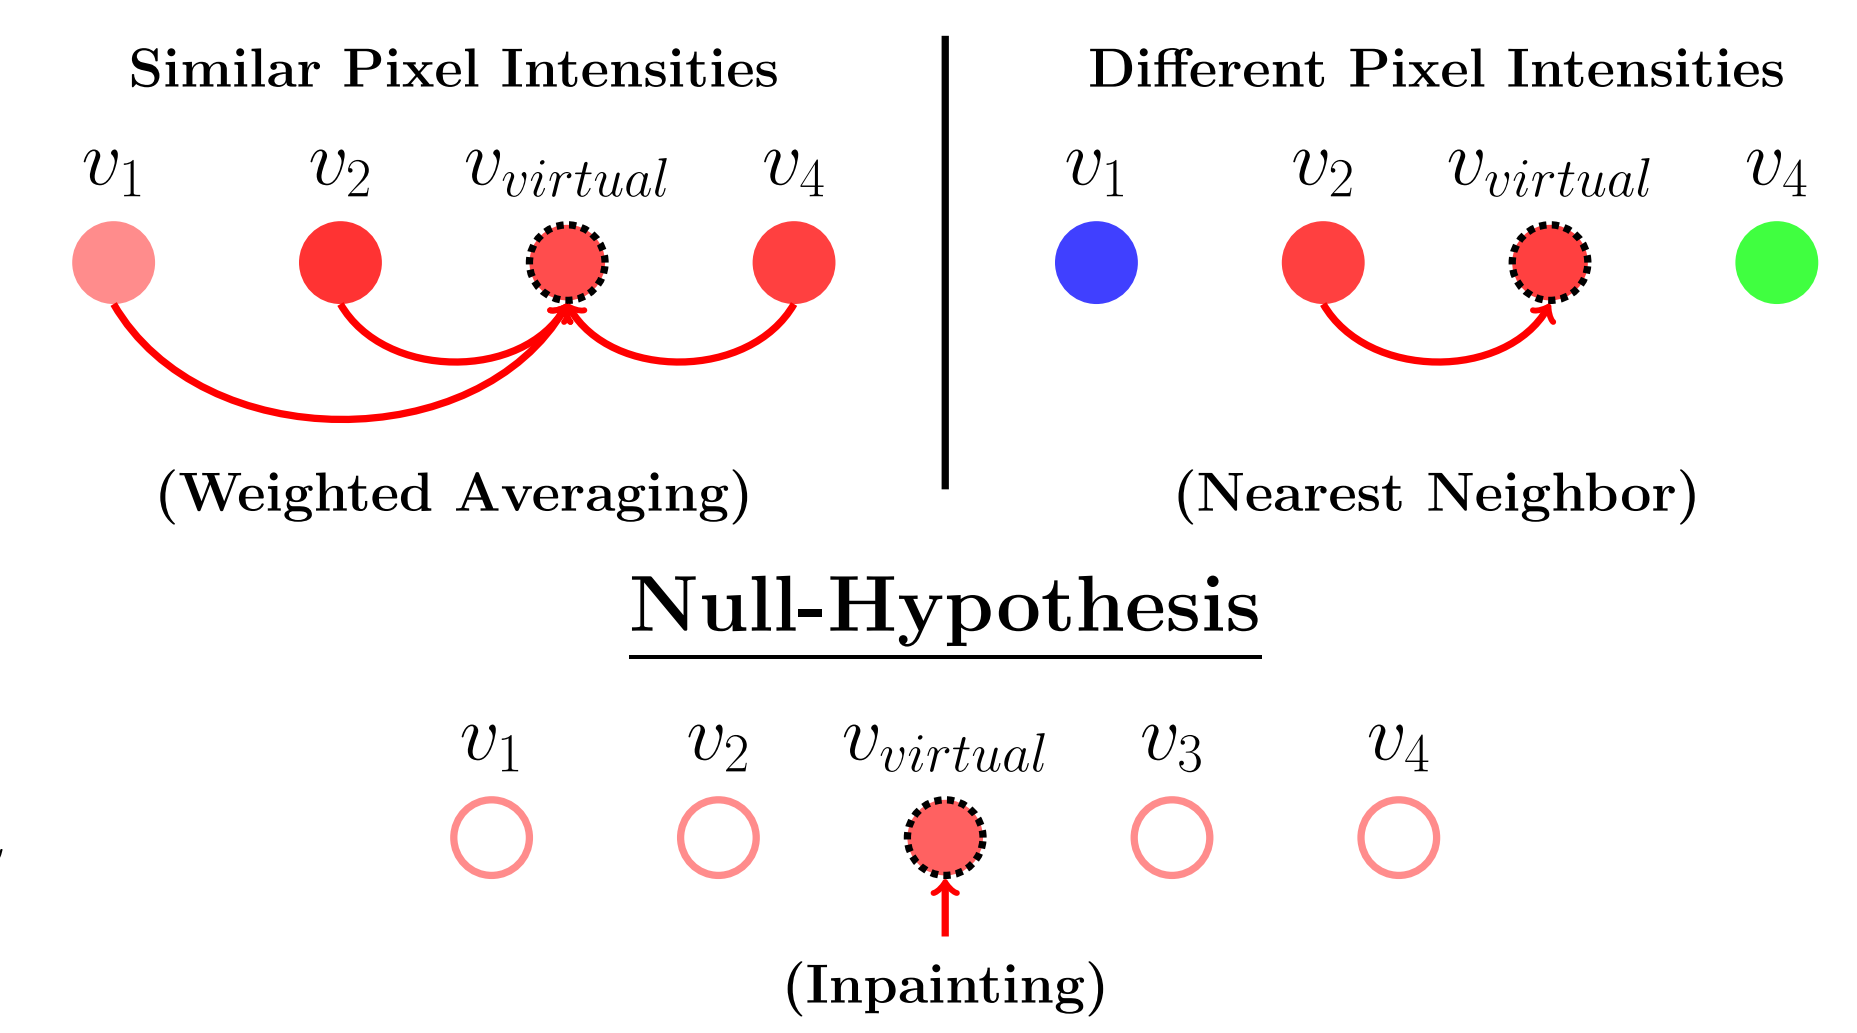 Similar Pixel Intensities
Different Pixel Intensities
v1 v2 vvirtual v4
v1 v2 vvirtual v4
(Weighted Averaging)
(Nearest Neighbor)
Null-Hypothesis
v1 v2 vvirtual v3 v4
(Inpainting)